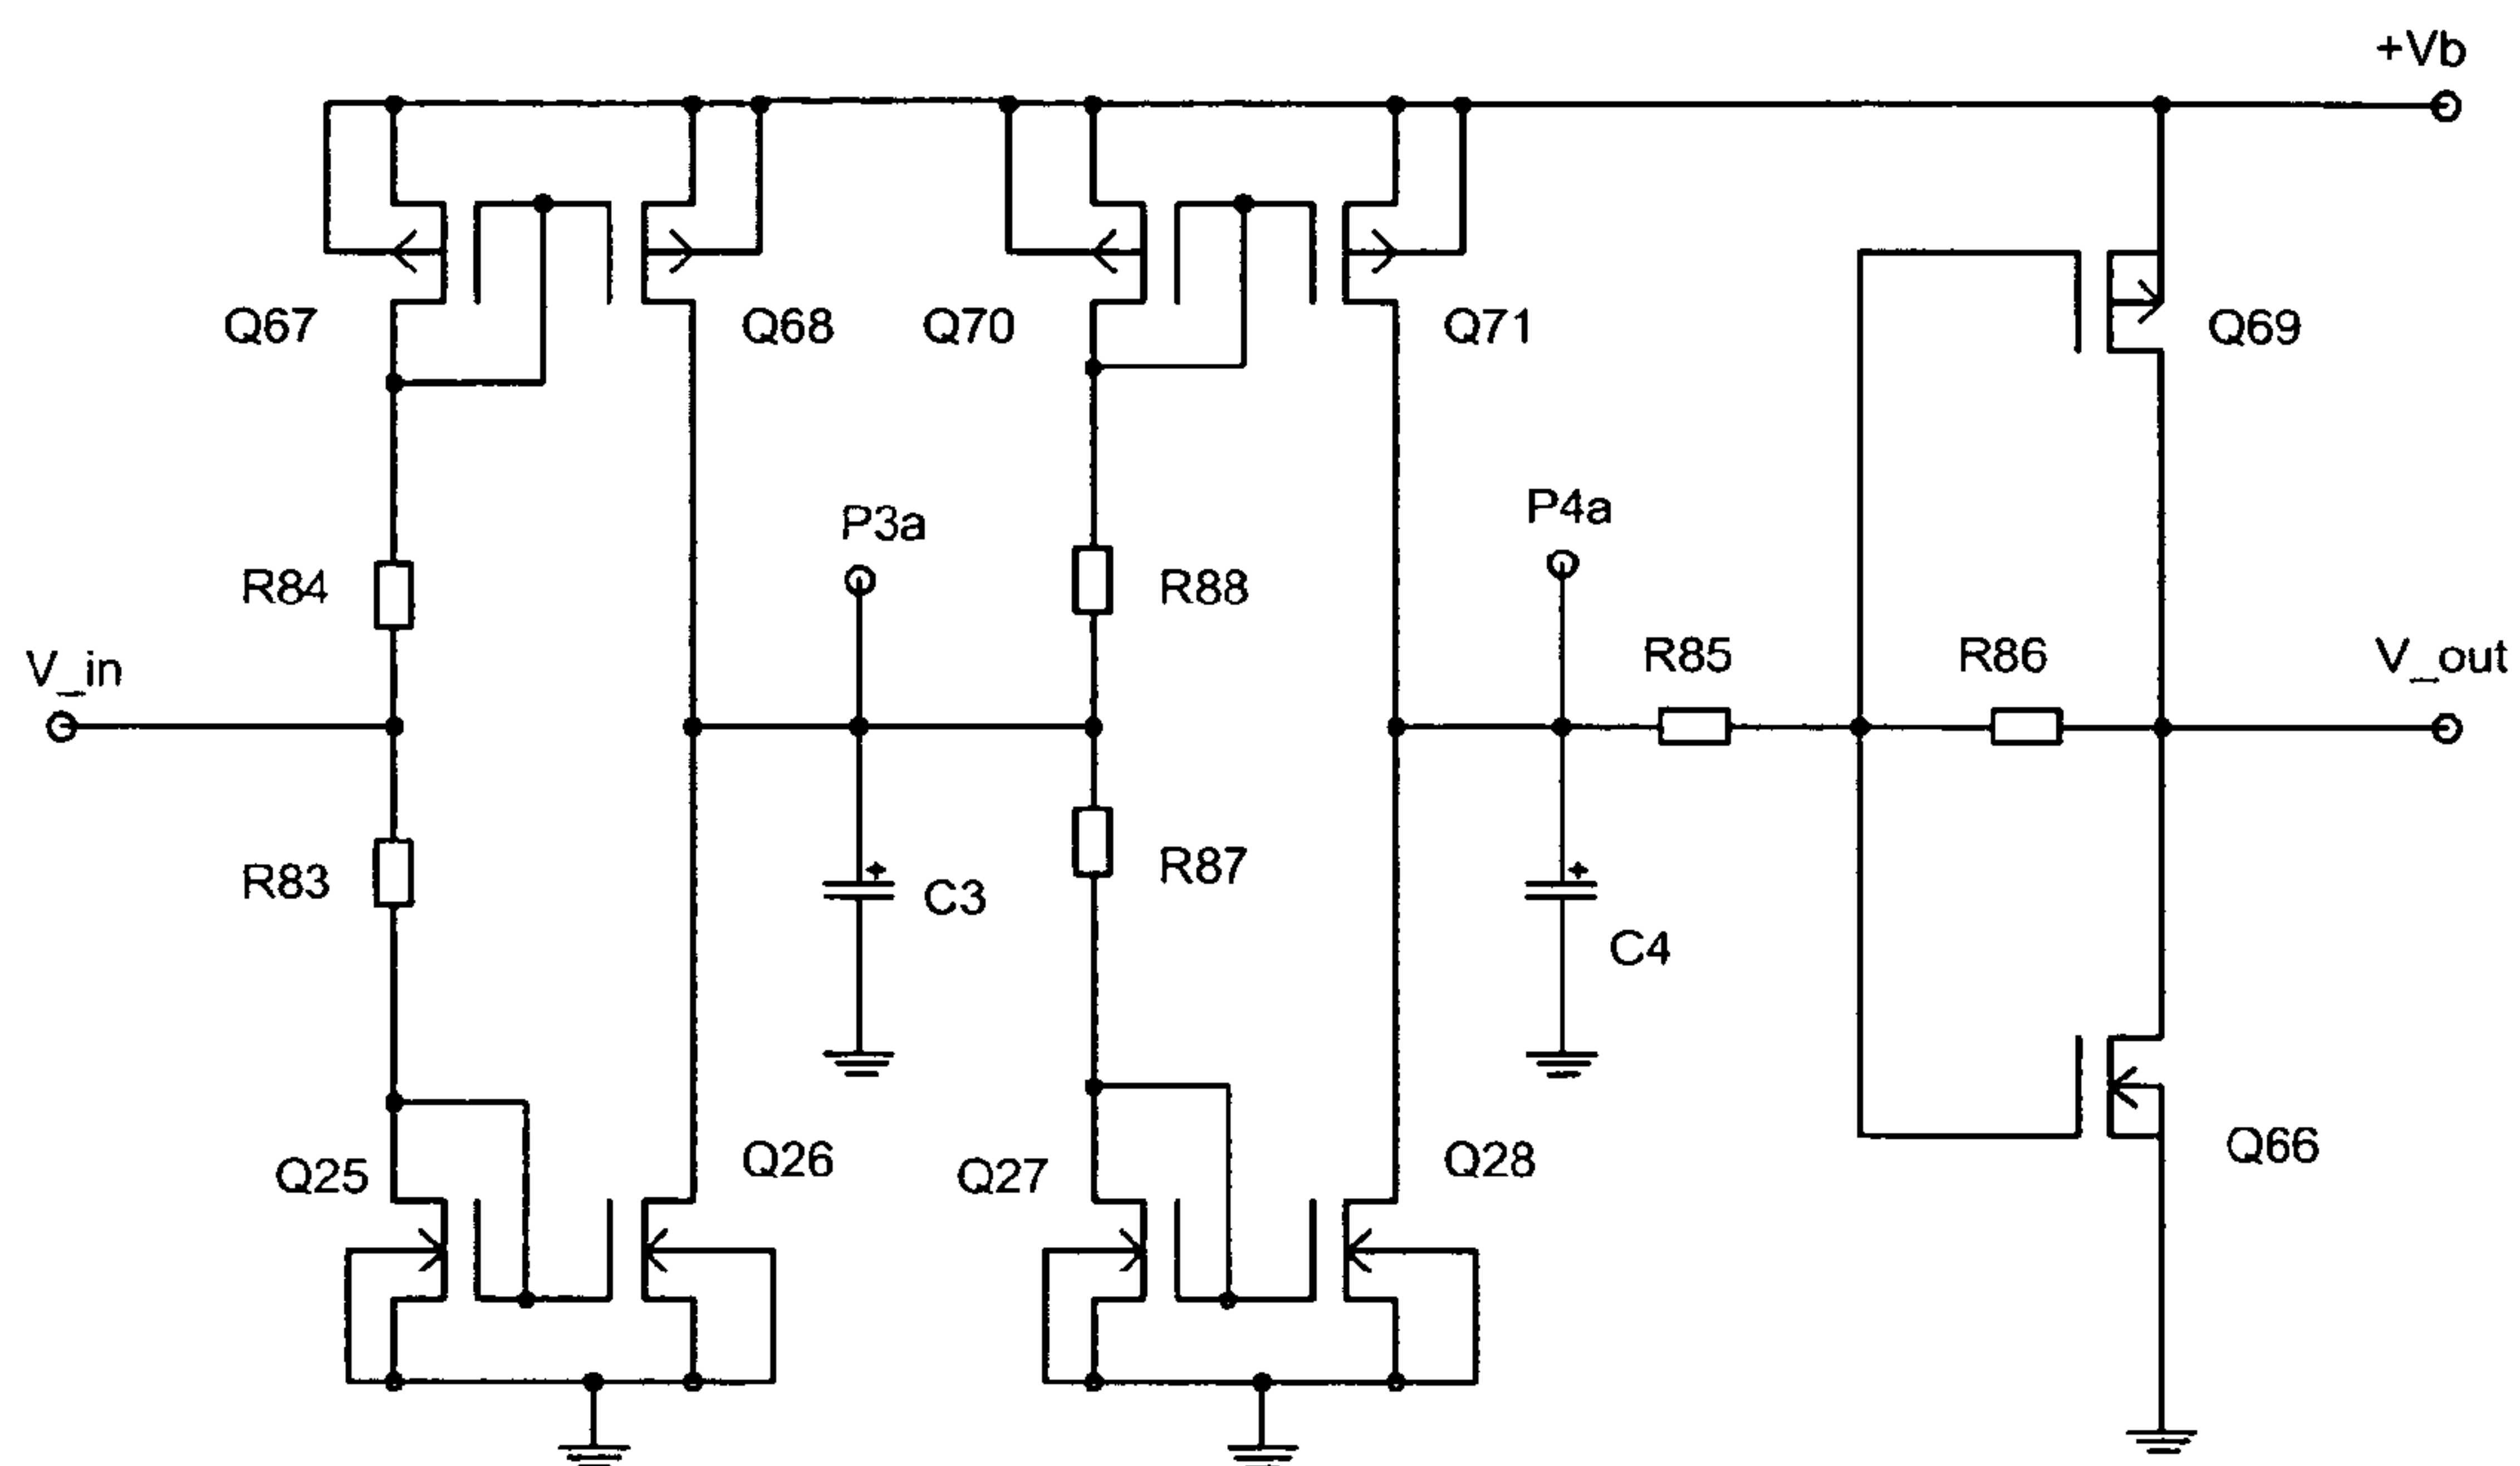 +Vb
Q67
Q68
Q70
Q71
Q69
P3a
P4a
R84
R88
V_in
R85
R86
V_out
R83
R87
C3
C4
Q25
Q26
Q27
Q28
Q66